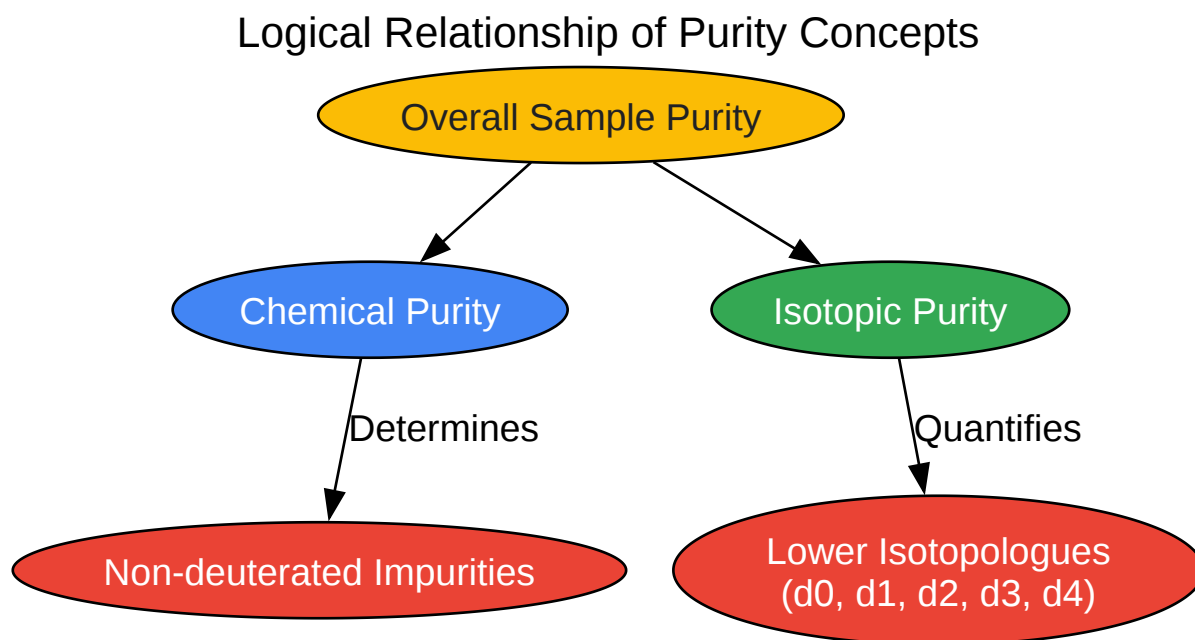 Logical Relationship of Purity Concepts
Overall Sample Purity
Chemical Purity
Isotopic Purity
Determines
Quantifies
Non-deuterated Impurities
Lower Isotopologues
(d0, d1, d2, d3, d4)